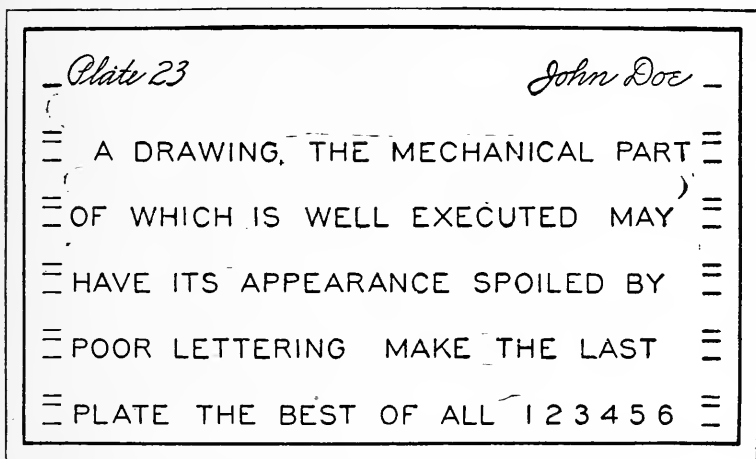 Plate 23 John Doe
A DRAWING, THE MECHANICAL PART
OF WHICH IS WELL EXECUTED MAY
HAVE ITS APPEARANCE SPOILED BY
POOR LETTERING MAKE THE LAST
PLATE THE BEST OF ALL 123456